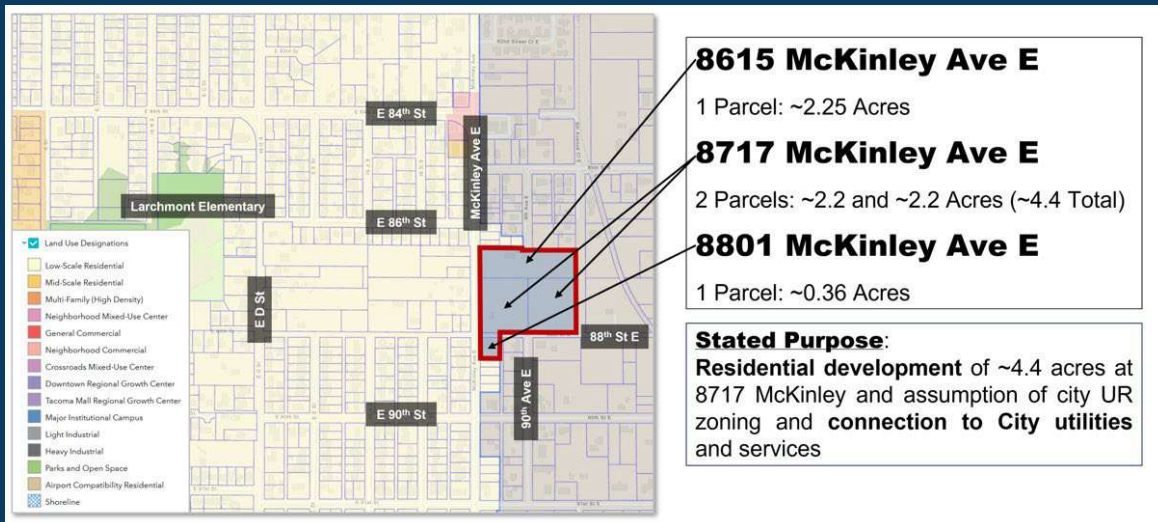 E 84th St
McKinley Ave E
Larchmont Elementary
E 86th St
E D St
88th St E
E 90th St
90th Ave E
Land Use Designations
Low-Scale Residential
Mid-Scale Residential
Multi-Family (High Density)
Neighborhood Mixed-Use Center
General Commercial
Neighborhood Commercial
Crossroads Mixed-Use Center
Downtown Regional Growth Center
Tacoma Mall Regional Growth Center
Major Institutional Campus
Light Industrial
Heavy Industrial
Parks and Open Space
Airport Compatibility Residential
Shoreline
8615 McKinley Ave E
1 Parcel: ~2.25 Acres
8717 McKinley Ave E
2 Parcels: ~2.2 and ~2.2 Acres (~4.4 Total)
8801 McKinley Ave E
1 Parcel: ~0.36 Acres
Stated Purpose:
Residential development of ~4.4 acres at
8717 McKinley and assumption of city UR
zoning and connection to City utilities
and services